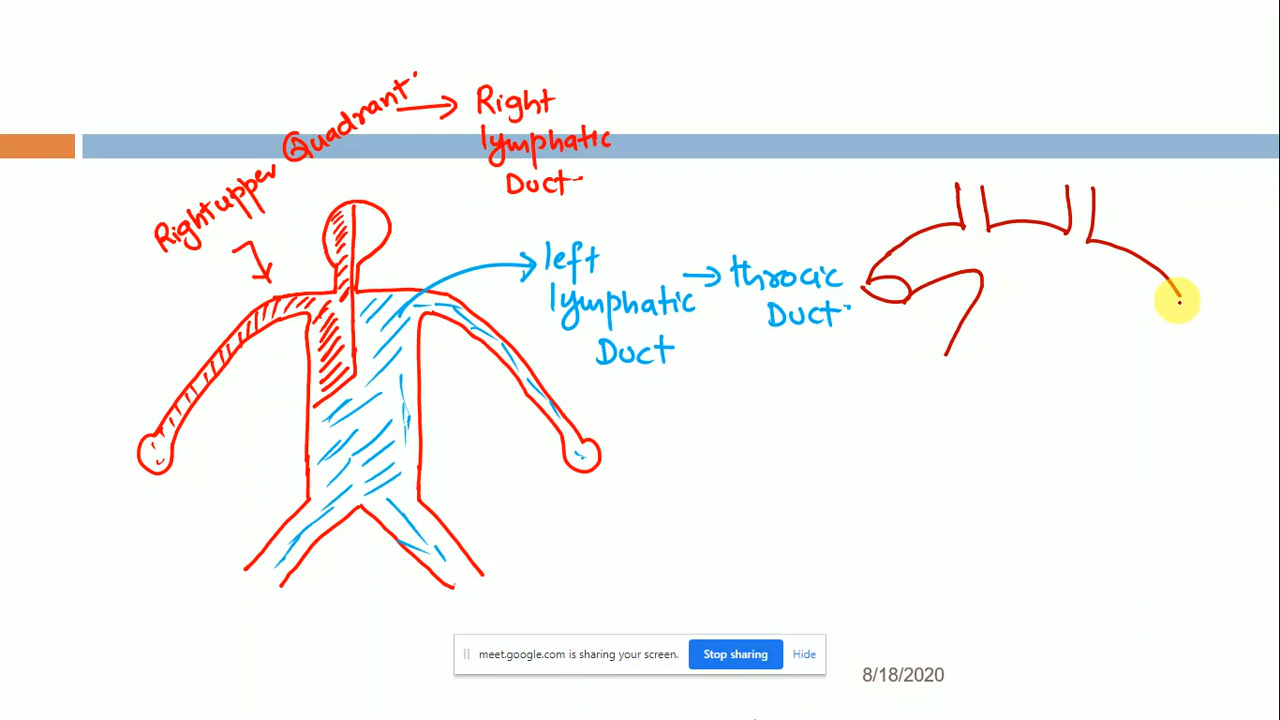 Right upper Quadrant
Right
lymphatic
Duct
left
lymphatic
Duct
throcic
Duct
meet.google.com is sharing your screen.
Stop sharing
Hide
8/18/2020